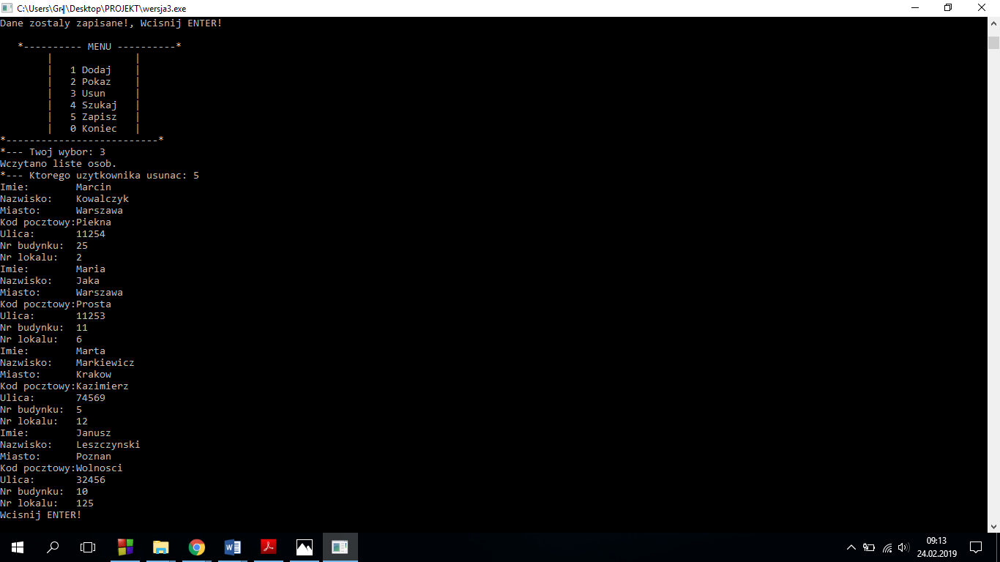 C:\Users\Gr \Desktop\PROJEKT\wersja3.exe
Dane zostaly zapisane!, Wcisnij ENTER!
*---------- MENU ----------*
| |
| 1 Dodaj |
| 2 Pokaz |
| 3 Usun |
| 4 Szukaj |
| 5 Zapisz |
| 0 Koniec |
*--------------------------*
*--- Twoj wybor: 3
Wczytano liste osob.
*--- Ktorego uzytkownika usunac: 5
Imie: Marcin
Nazwisko: Kowalczyk
Miasto: Warszawa
Kod pocztowy:Piekna
Ulica: 11254
Nr budynku: 25
Nr lokalu: 2
Imie: Maria
Nazwisko: Jaka
Miasto: Warszawa
Kod pocztowy:Prosta
Ulica: 11253
Nr budynku: 11
Nr lokalu: 6
Imie: Marta
Nazwisko: Markiewicz
Miasto: Krakow
Kod pocztowy:Kazimierz
Ulica: 74569
Nr budynku: 5
Nr lokalu: 12
Imie: Janusz
Nazwisko: Leszczynski
Miasto: Poznan
Kod pocztowy:Wolnosci
Ulica: 32456
Nr budynku: 10
Nr lokalu: 125
Wcisnij ENTER!
09:13
24.02.2019